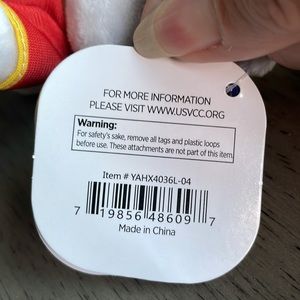 FOR MORE INFORMATION
PLEASE VISIT WWW.USVCC.ORG
Warning:
For safety's sake, remove all tags and plastic loops
before use. These attachments are not part of this item.
Item # YAHX4036L-04
7 19856 48609 7
Made in China